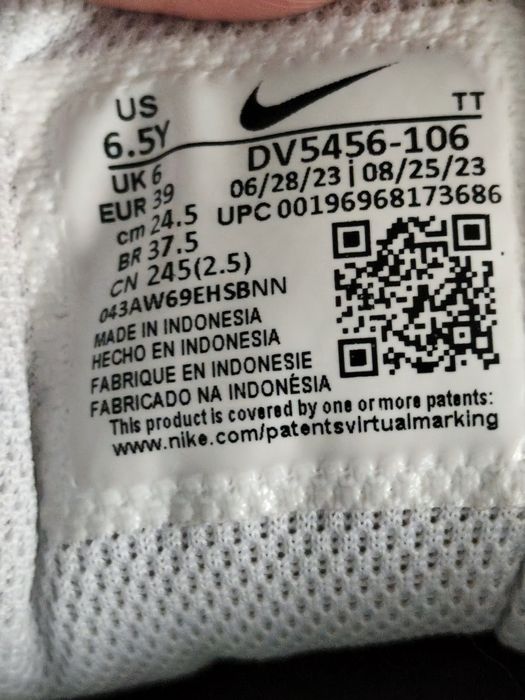 US
6.5Y
TT
UK 6
DV5456-106
EUR 39
06/28/23 | 08/25/23
cm 24.5
UPC 00196968173686
BR 37.5
CN 245(2.5)
043AW69EHSBNN
MADE IN INDONESIA
HECHO EN INDONESIA
FABRIQUE EN INDONESIE
FABRICADO NA INDONÉSIA
This product is covered by one or more patents:
www.nike.com/patentsvirtualmarking